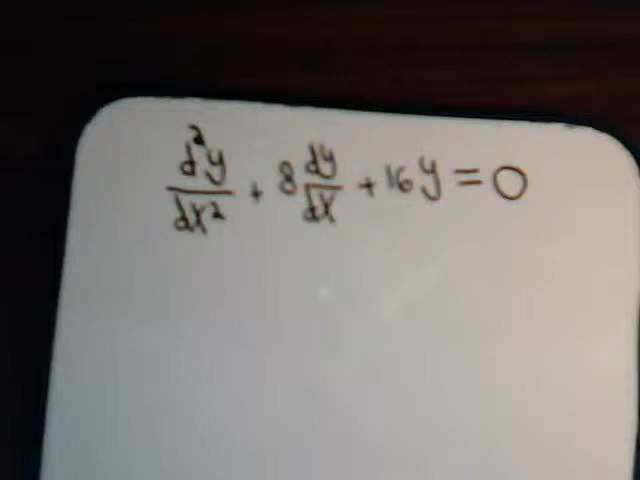 d²y/dx² + 8 dy/dx + 16y = 0